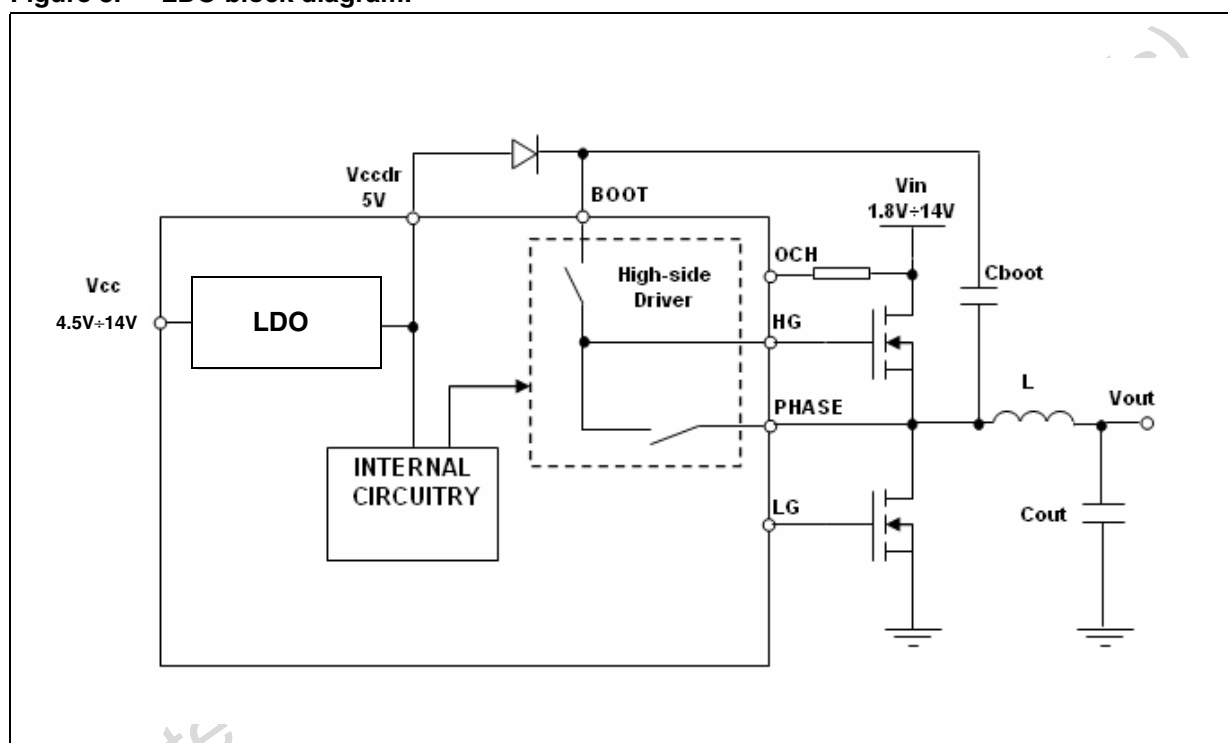 LDO block diagram.
Vccdr
5V
BOOT
Vin
1.8V÷14V
OCH
Cboot
High-side
Driver
Vcc
4.5V÷14V
LDO
HG
L
Vout
PHASE
INTERNAL
CIRCUITRY
LG
Cout